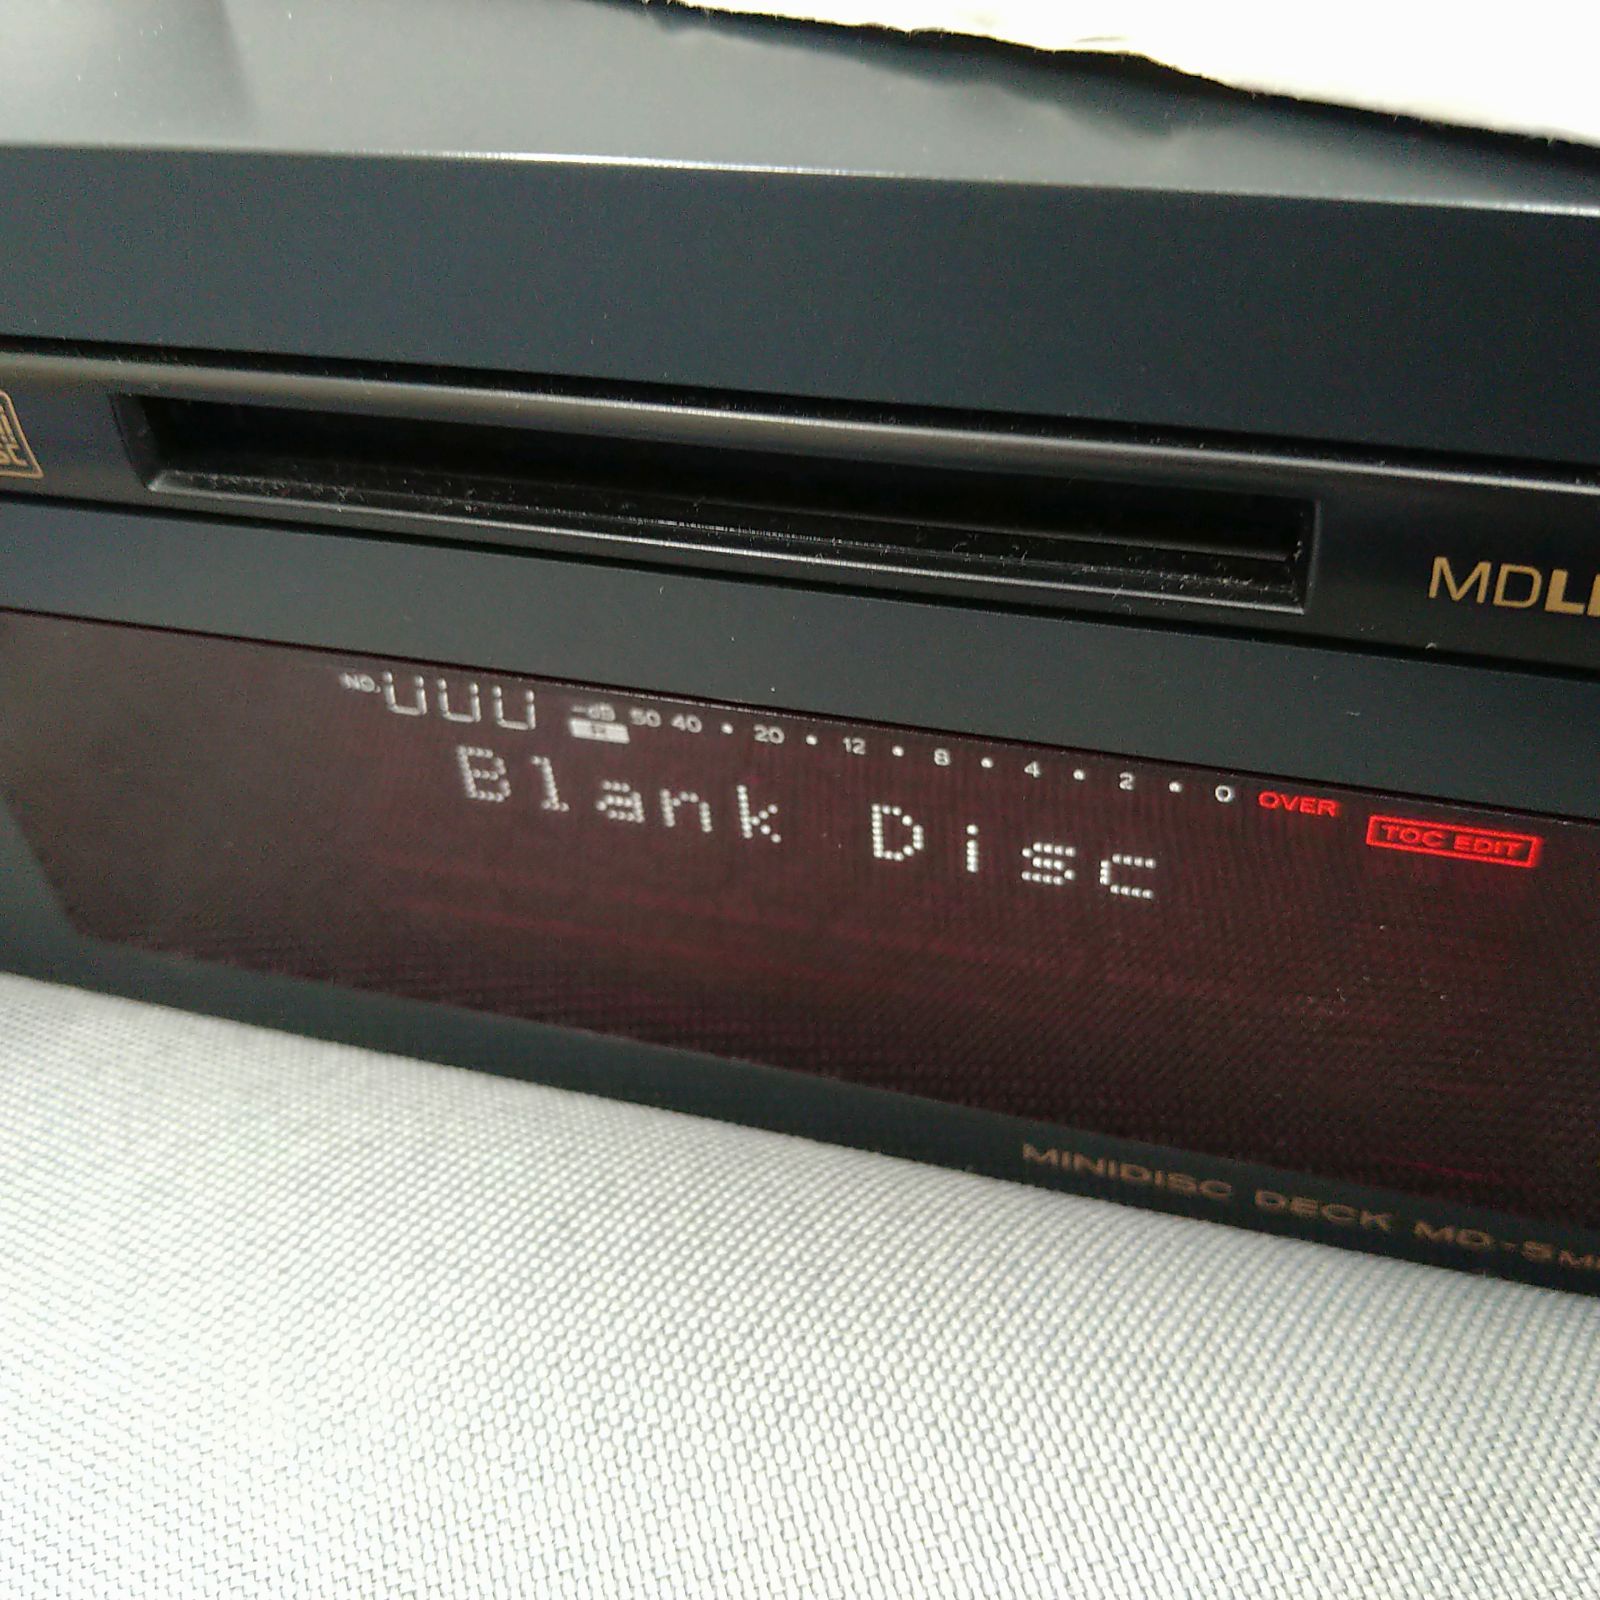 MDL
NO.
-dB 50 40 20 12 8 4 2 0 OVER
TOC EDIT
Blank Disc
MINIDISC DECK MD-5M